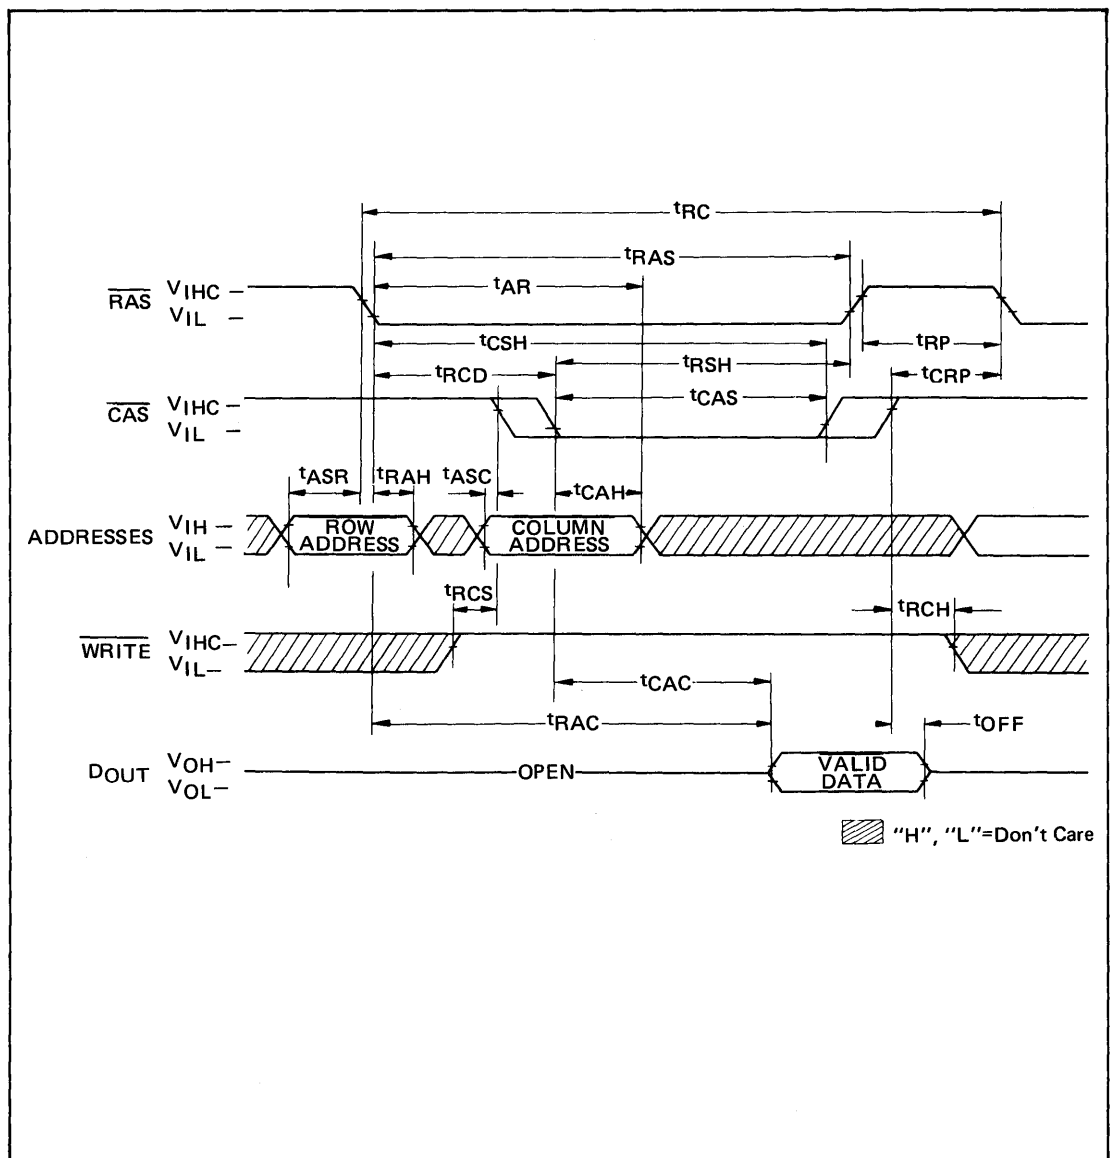 tRC
tRAS
tAR
RAS VIHC –
VIL –
tCSH
tRSH
tRP
tRCD
tCRP
CAS VIHC –
VIL –
tCAS
tASR
tRAH
tASC
tCAH
ADDRESSES VIH –
VIL –
ROW
ADDRESS
COLUMN
ADDRESS
tRCS
tRCH
WRITE VIHC–
VIL–
tCAC
tRAC
tOFF
DOUT VOH–
VOL–
OPEN
VALID
DATA
"H", "L"=Don't Care